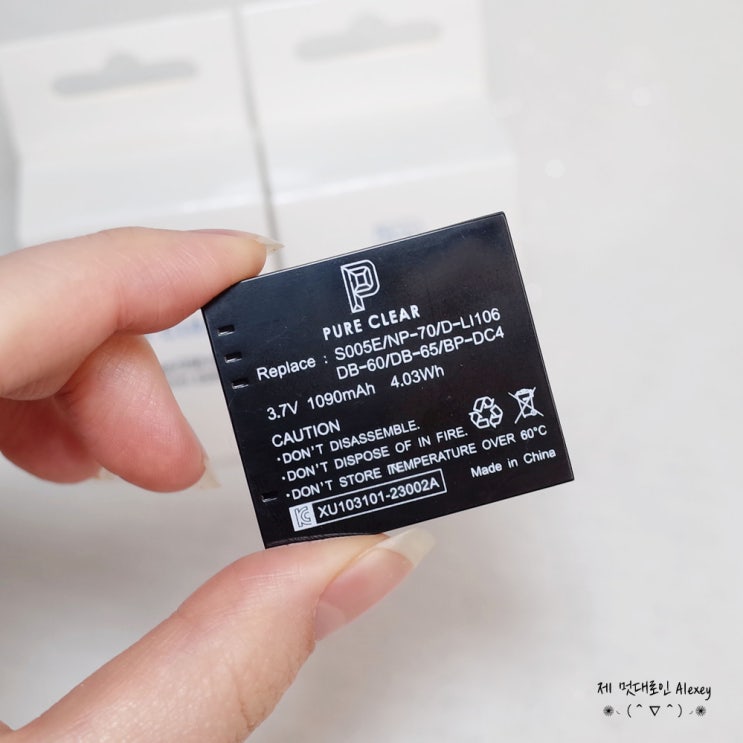 P
PURE CLEAR
Replace : S005E/NP-70/D-LI106
DB-60/DB-65/BP-DC4
3.7V 1090mAh 4.03Wh
CAUTION
·DON'T DISASSEMBLE.
·DON'T DISPOSE OF IN FIRE.
·DON'T STORE INEMPERATURE OVER 60°C
XU103101-23002A Made in China
제 멋대로인 Alexey
(^▽^)